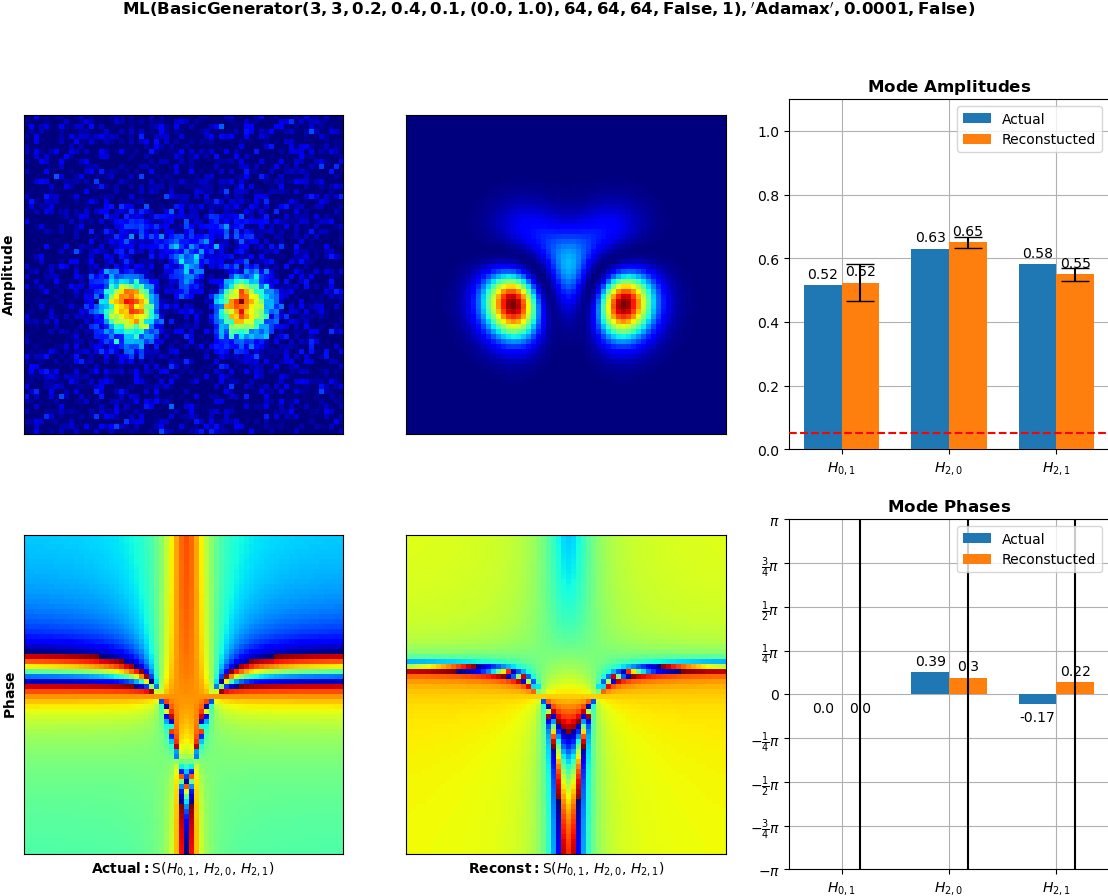 ML(BasicGenerator(3, 3, 0.2, 0.4, 0.1, (0.0, 1.0), 64, 64, 64, False, 1), ′Adamax′, 0.0001, False)
Amplitude
Mode Amplitudes
Actual
Reconstucted
1.0
0.8
0.6
0.4
0.2
0.0
0.52
0.52
0.63
0.65
0.58
0.55
H0, 1
H2, 0
H2, 1
Phase
Actual: S(H0, 1, H2, 0, H2, 1)
Reconst: S(H0, 1, H2, 0, H2, 1)
Mode Phases
Actual
Reconstucted
π
3/4π
1/2π
1/4π
0
−1/4π
−1/2π
−3/4π
−π
0.0
0.0
0.39
0.3
-0.17
0.22
H0, 1
H2, 0
H2, 1